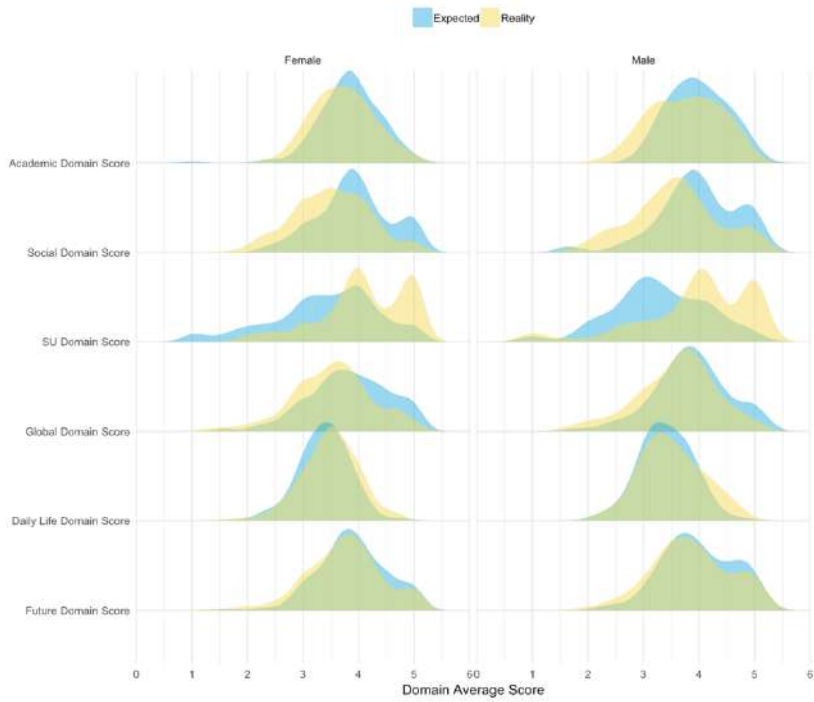 Expected Reality
Female Male
Academic Domain Score
Social Domain Score
SU Domain Score
Global Domain Score
Daily Life Domain Score
Future Domain Score
0 1 2 3 4 5 60 1 2 3 4 5 6
Domain Average Score